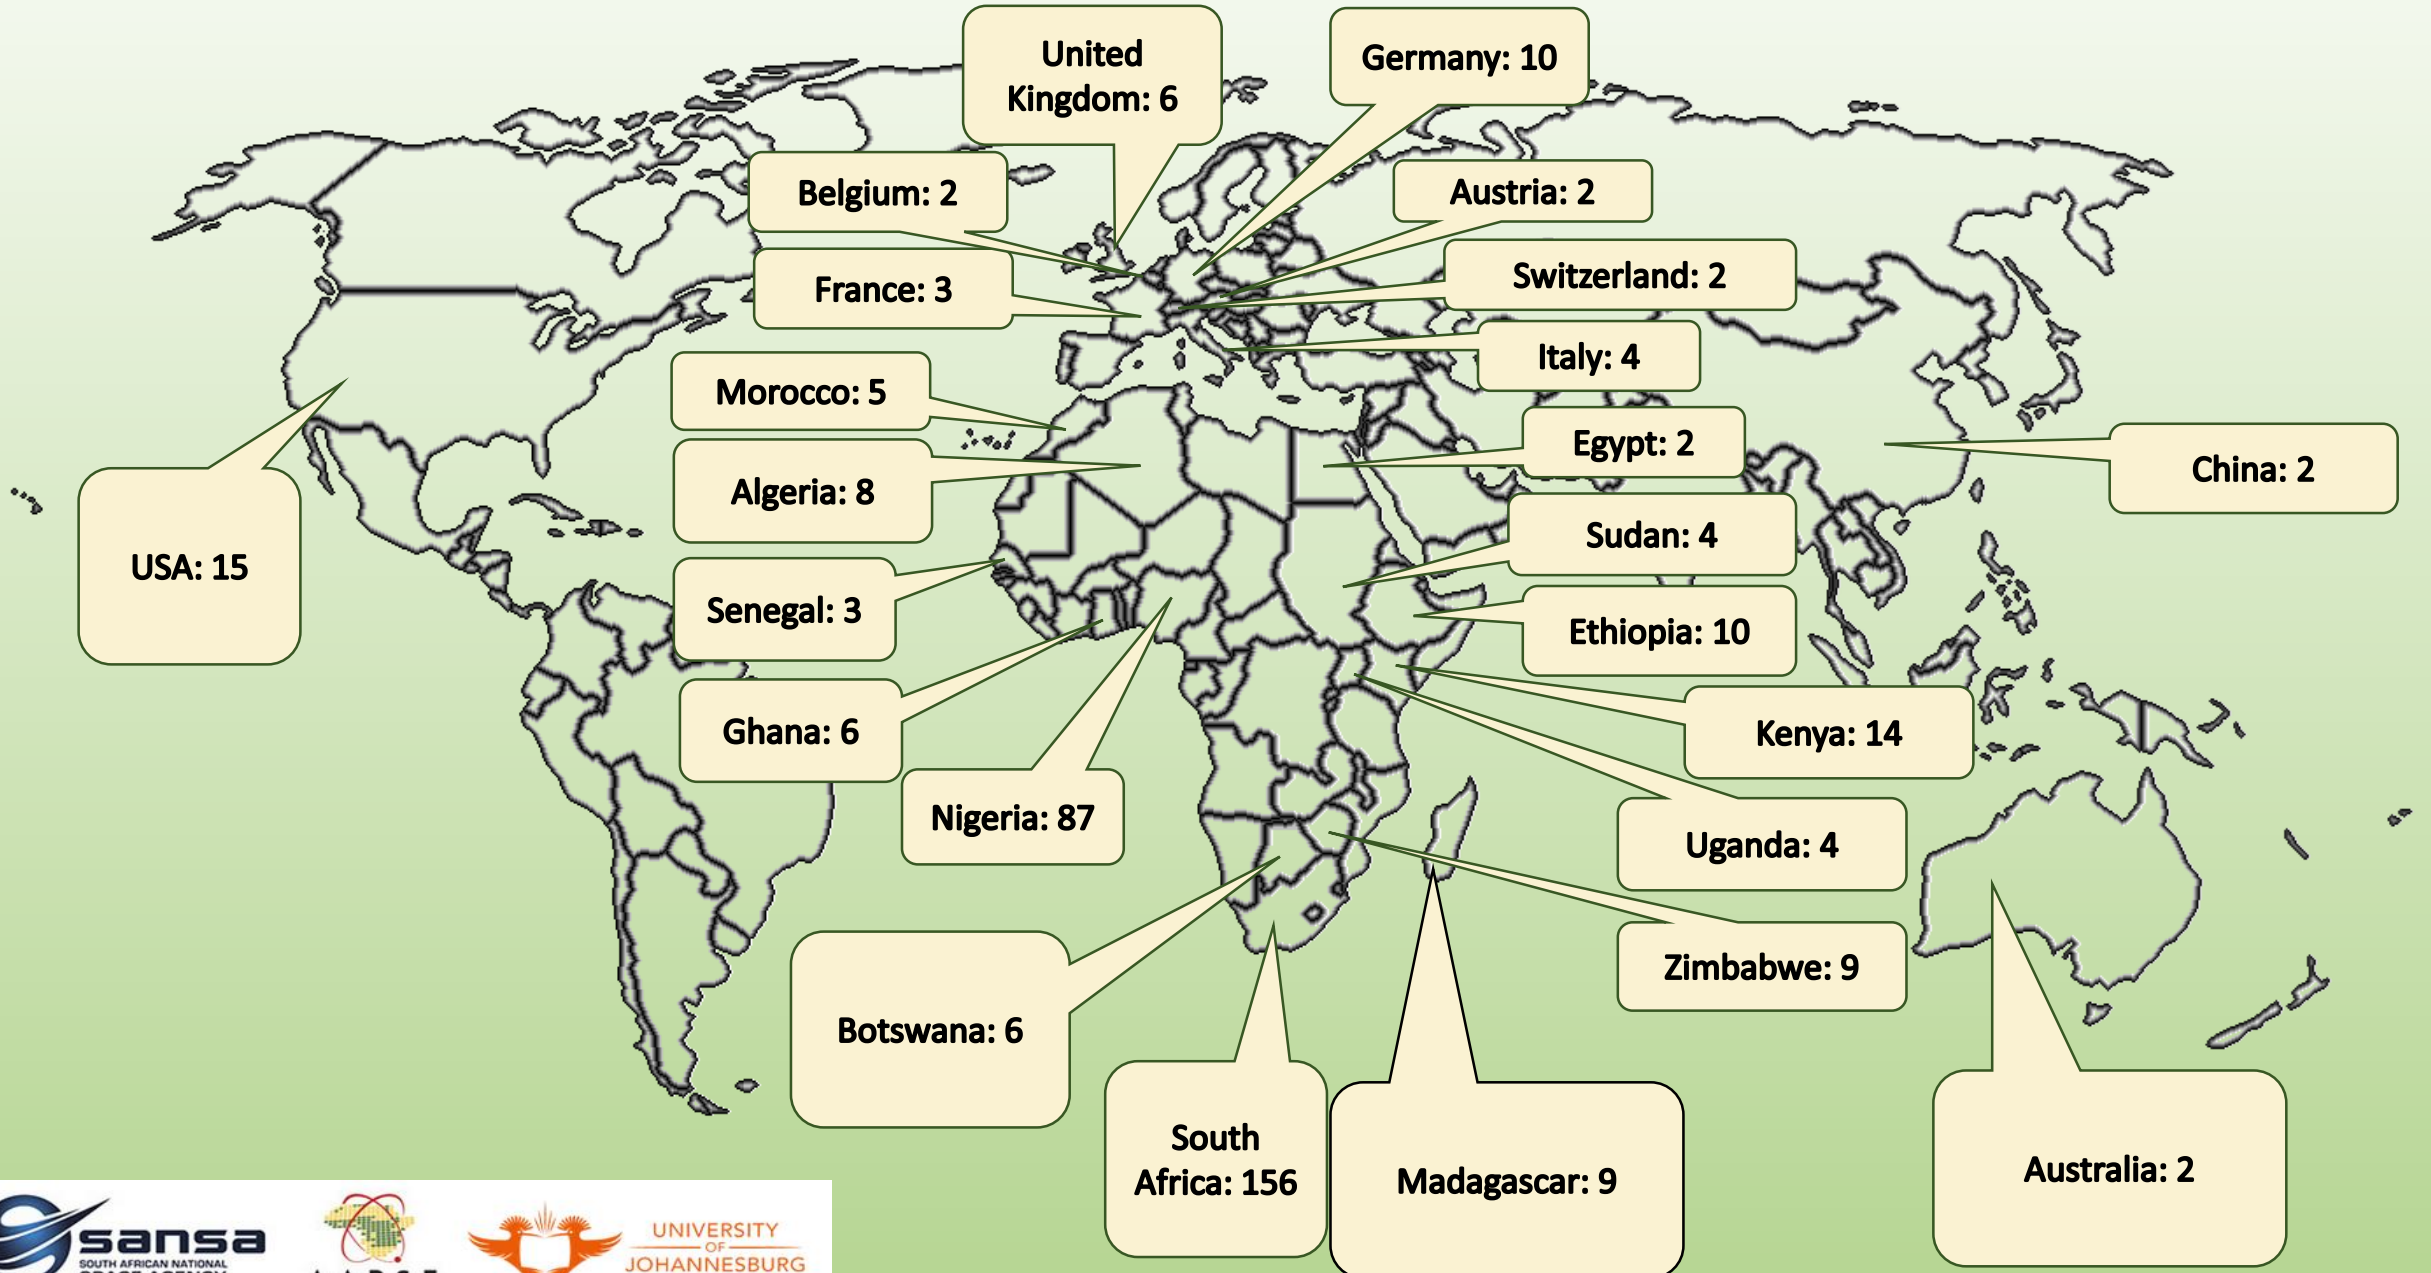 United
Kingdom: 6
Germany: 10
Belgium: 2
Austria: 2
France: 3
Switzerland: 2
Italy: 4
Morocco: 5
Egypt: 2
China: 2
Algeria: 8
Sudan: 4
USA: 15
Senegal: 3
Ethiopia: 10
Ghana: 6
Kenya: 14
Nigeria: 87
Uganda: 4
Zimbabwe: 9
Botswana: 6
South
Africa: 156
Madagascar: 9
Australia: 2
sansa
SOUTH AFRICAN NATIONAL
SPACE AGENCY
UNIVERSITY
OF
JOHANNESBURG